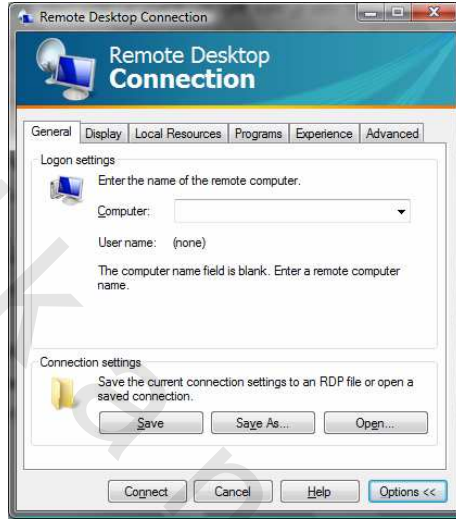 Remote Desktop Connection
Remote Desktop
Connection
General Display Local Resources Programs Experience Advanced
Logon settings
Enter the name of the remote computer.
Computer:
User name: (none)
The computer name field is blank. Enter a remote computer
name.
Connection settings
Save the current connection settings to an RDP file or open a
saved connection.
Save Save As... Open...
Connect Cancel Help Options <<